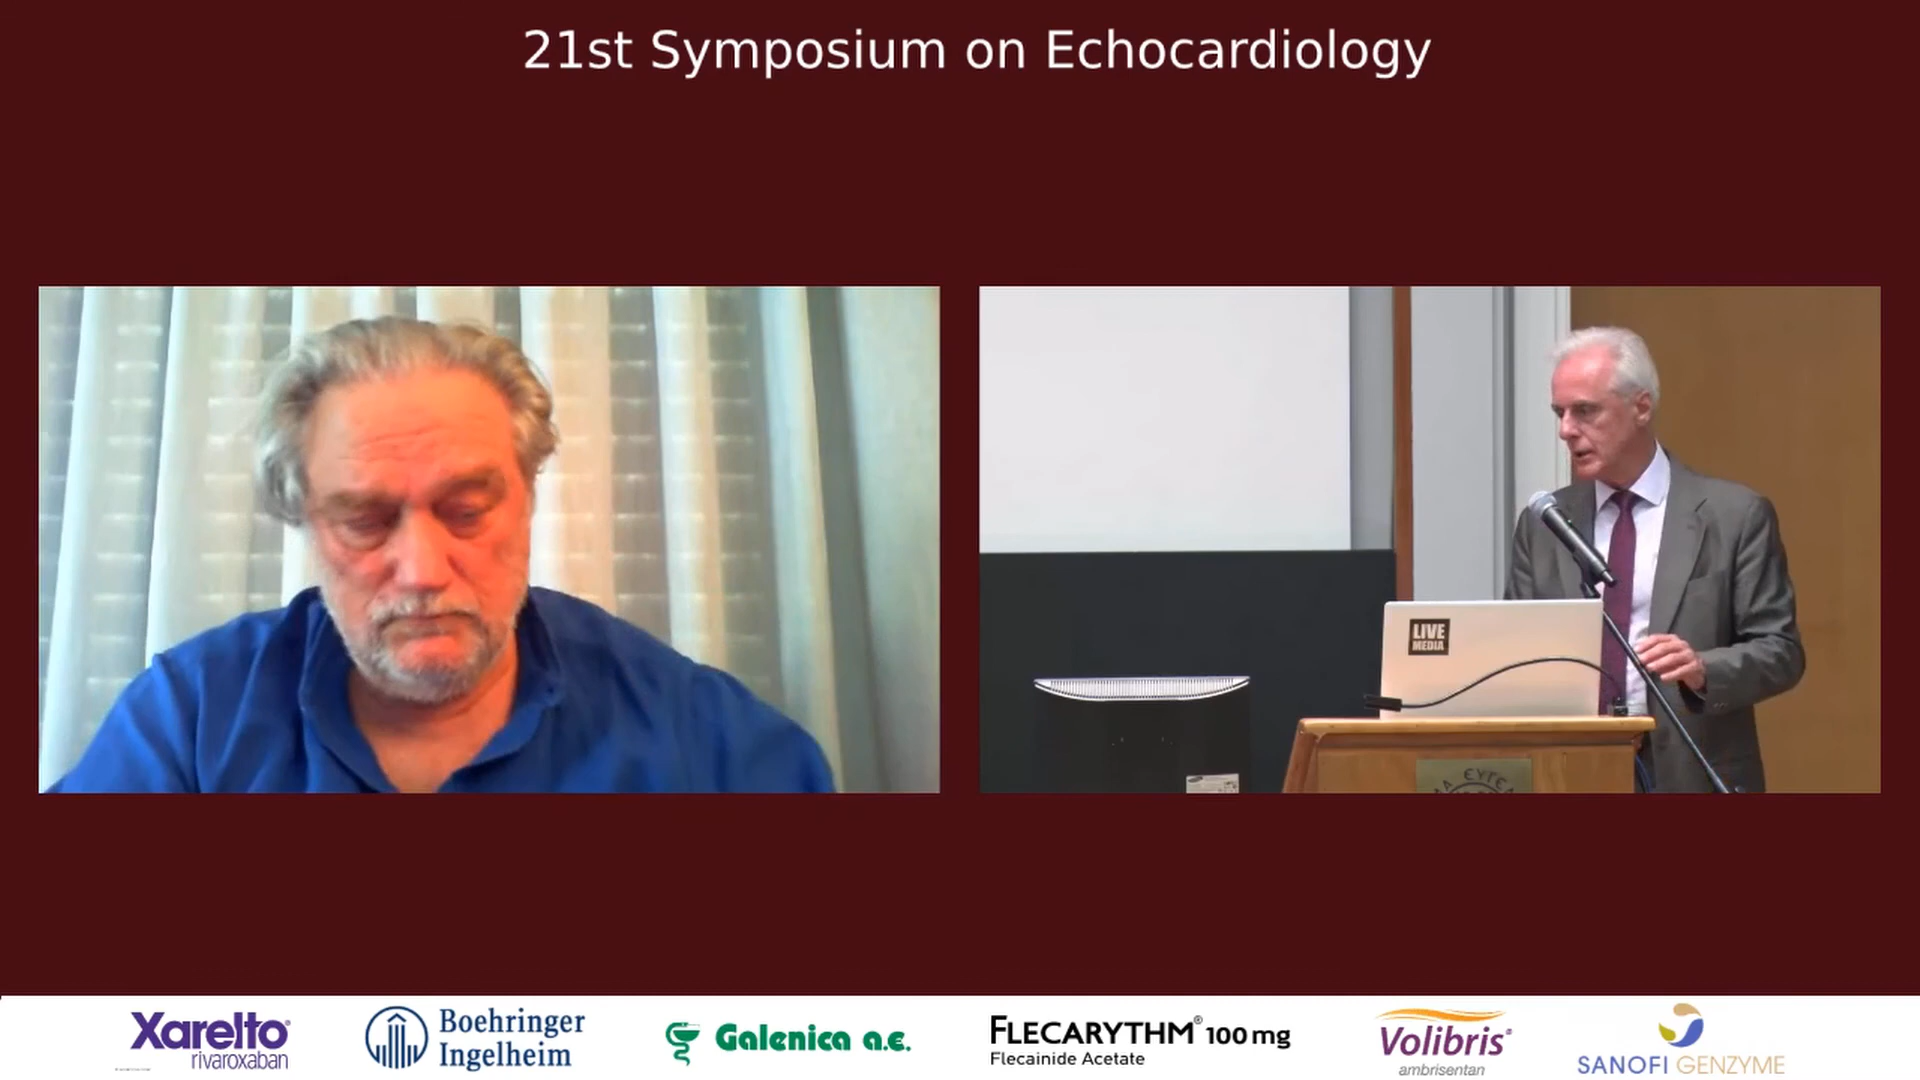 21st Symposium on Echocardiology
LIVE
MEDIA
ΕΥΓΕ
Xarelto®
rivaroxaban
Boehringer
Ingelheim
Galenica a.ε.
FLECARYTHM® 100 mg
Flecainide Acetate
Volibris®
ambrisentan
SANOFI GENZYME